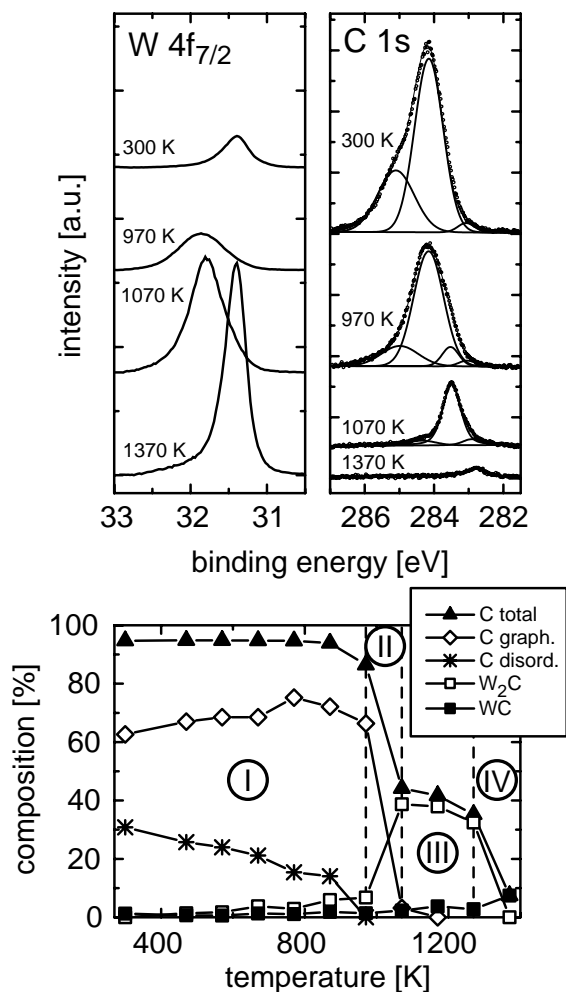 W 4f7/2
C 1s
300 K
970 K
1070 K
1370 K
300 K
970 K
1070 K
1370 K
intensity [a.u.]
33 32 31
286 284 282
binding energy [eV]
C total
C graph.
C disord.
W2C
WC
I
II
III
IV
100
80
60
40
20
0
composition [%]
400 800 1200
temperature [K]